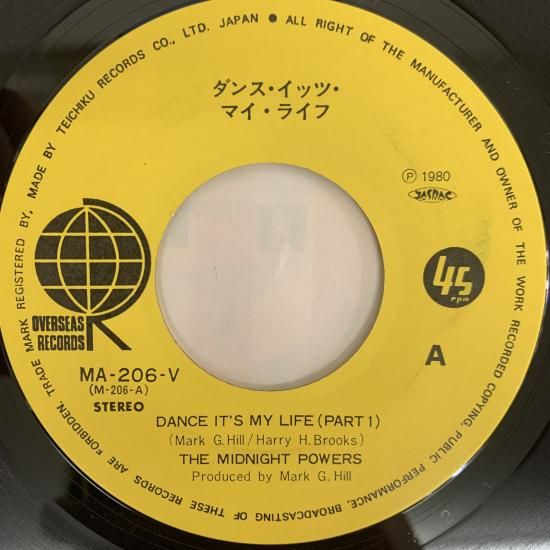 TRADE MARK REGISTERED BY, MADE BY TEICHIKU RECORDS CO., LTD. JAPAN ● ALL RIGHT OF THE MANUFACTURER AND OWNER OF THE WORK RECORDED COPYING, PUBLIC PERFORMANCE, BROADCASTING OF THESE RECORDS ARE FORBIDDEN.
ダンス・イッツ・
マイ・ライフ
Ⓟ 1980
JASRAC
OVERSEAS
RECORDS
45
rpm
A
MA-206-V
(M-206-A)
STEREO
DANCE IT'S MY LIFE (PART 1)
(Mark G. Hill/Harry H. Brooks)
THE MIDNIGHT POWERS
Produced by Mark G. Hill